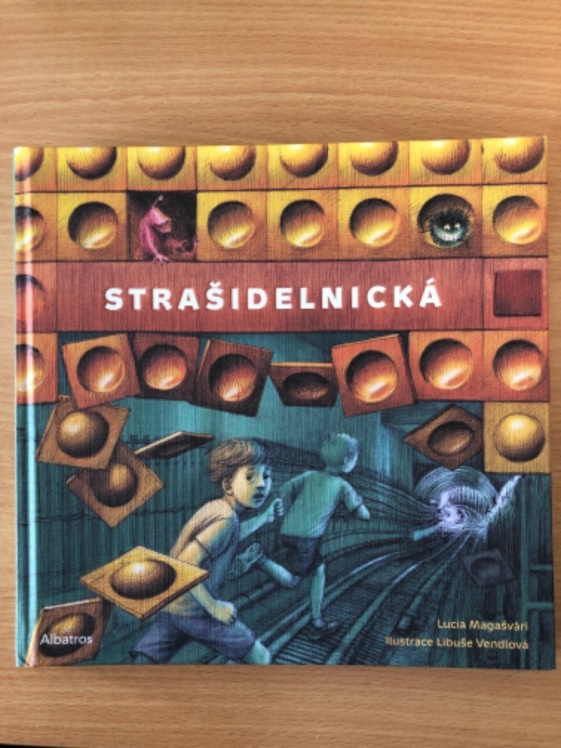 STRAŠIDELNICKÁ
Lucia Magašvári
Ilustrace Libuše Vendlová
Albatros